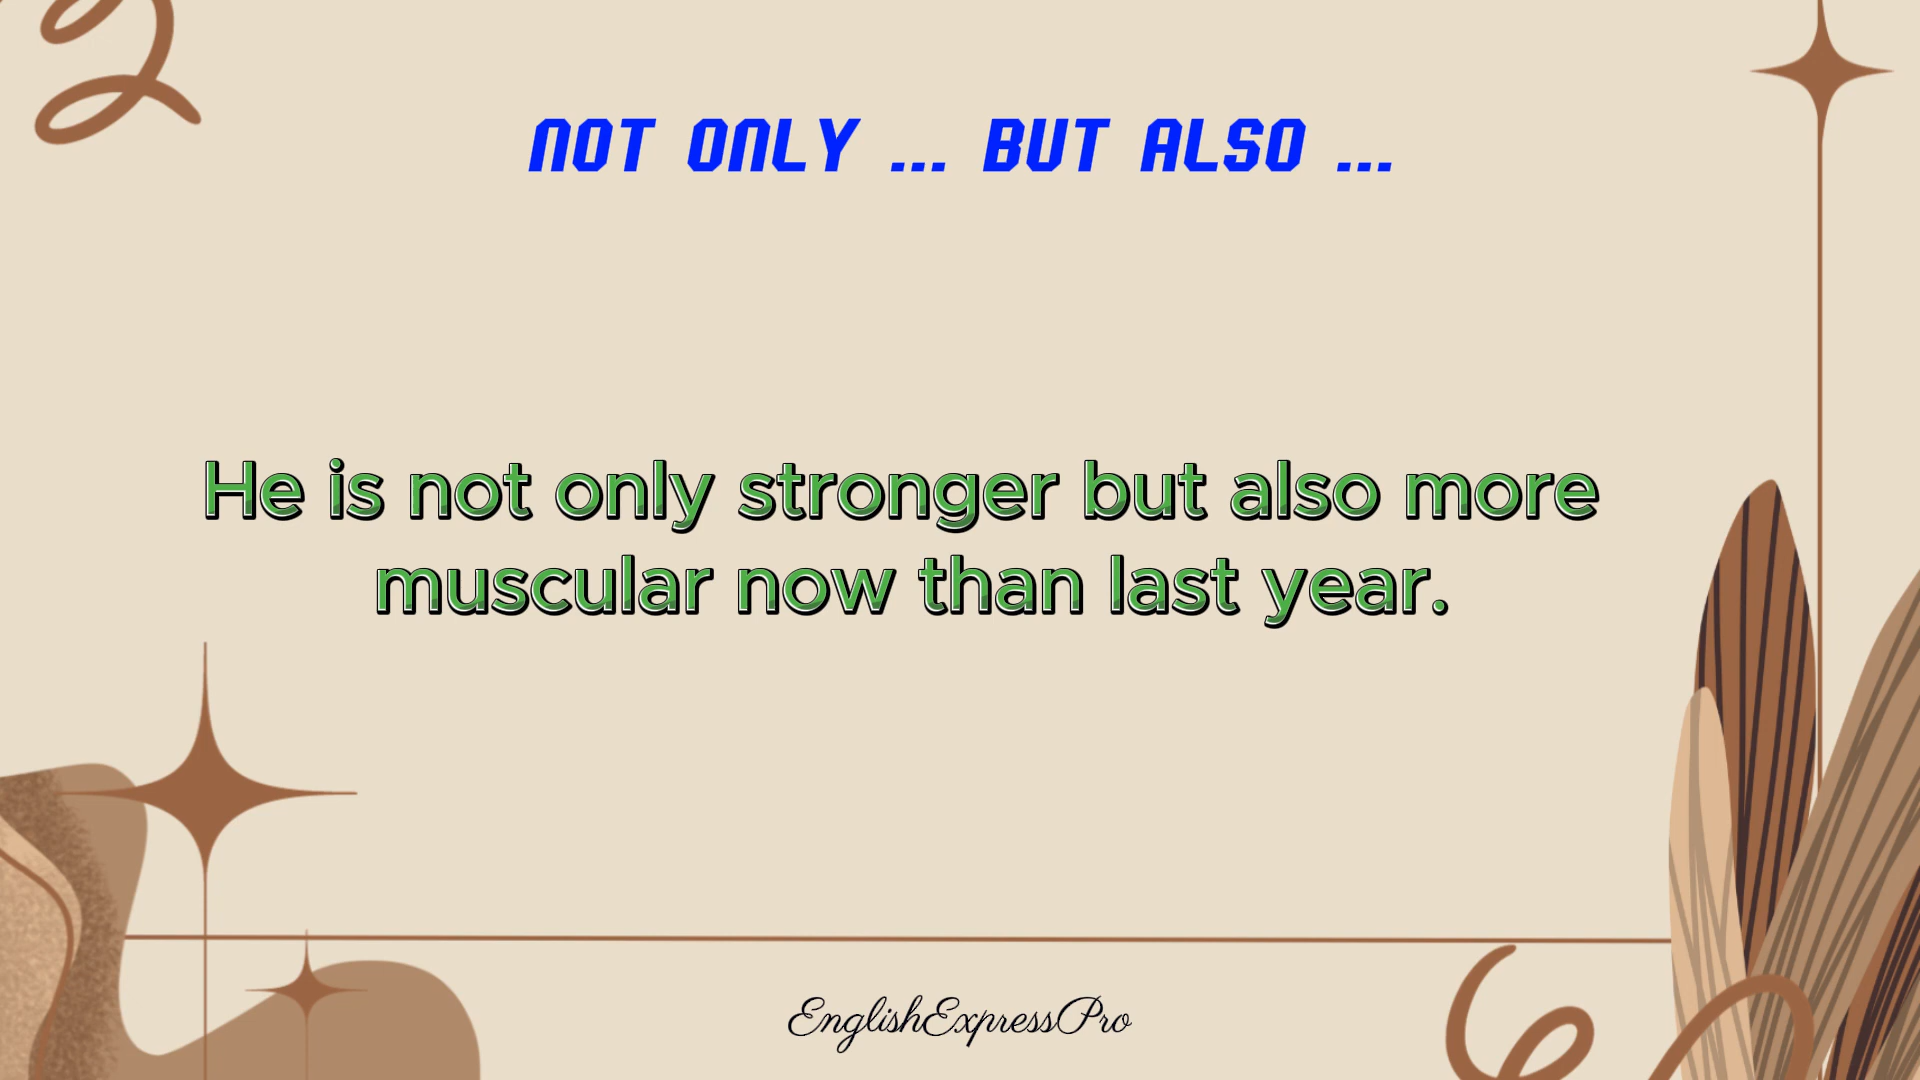 NOT ONLY ... BUT ALSO ...
He is not only stronger but also more
muscular now than last year.
EnglishExpressPro